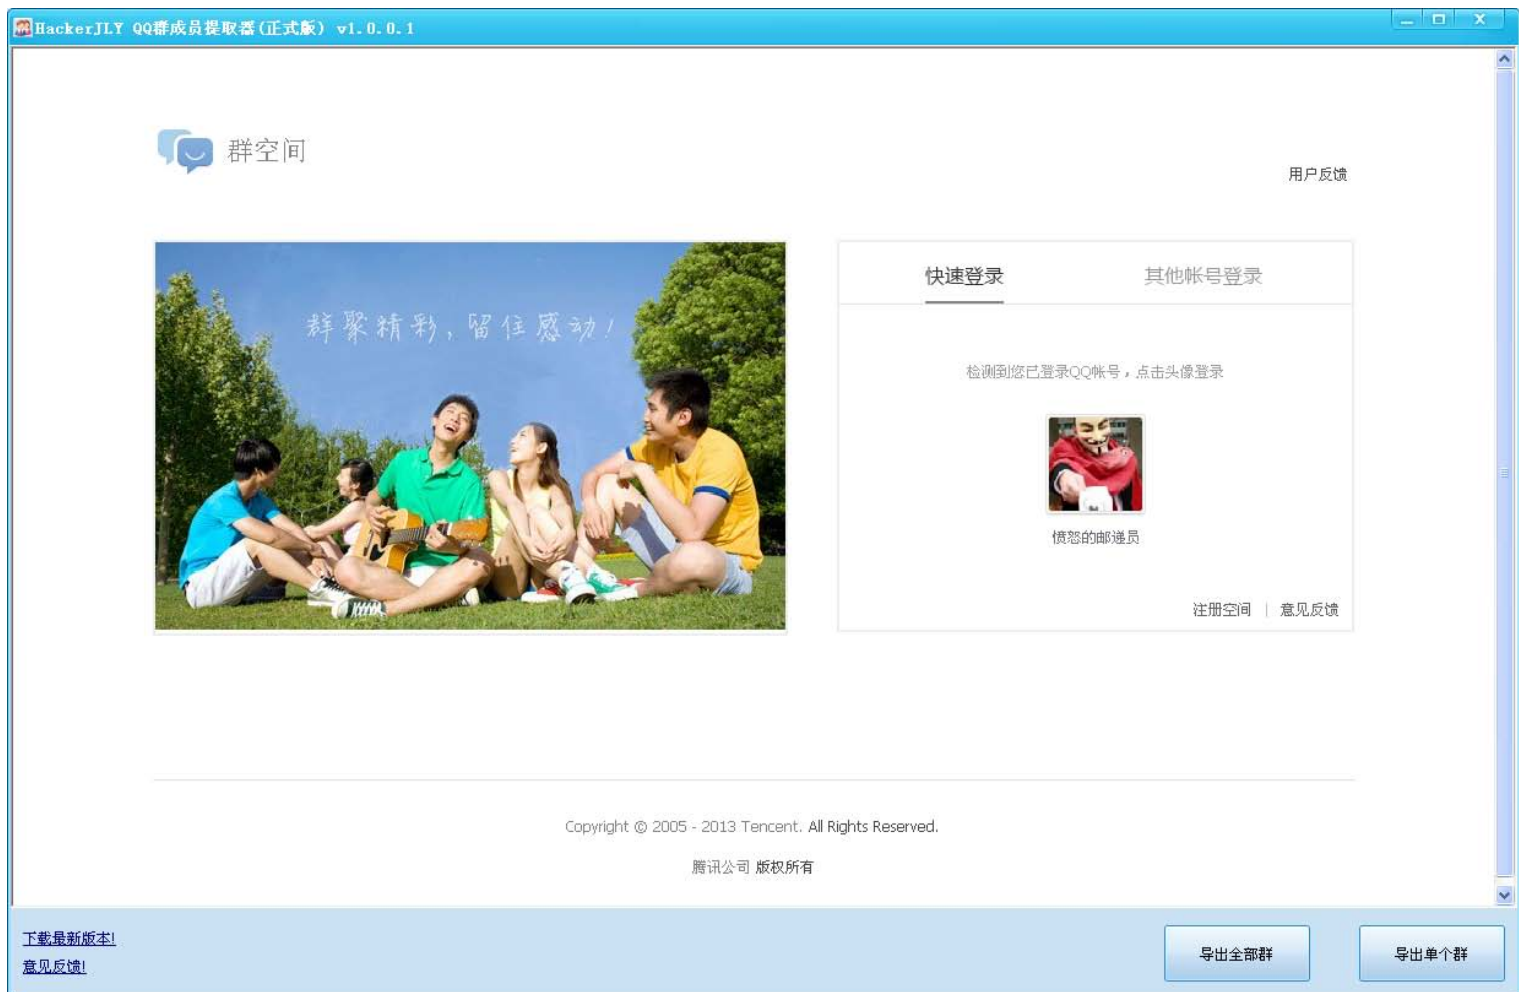 HackerJLY QQ群成员提取器(正式版) v1.0.0.1
群空间
用户反馈
群聚精彩,留住感动!
快速登录 其他帐号登录
检测到您已登录QQ帐号，点击头像登录
愤怒的邮递员
注册空间 | 意见反馈
Copyright © 2005 - 2013 Tencent. All Rights Reserved.
腾讯公司 版权所有
下载最新版本!
意见反馈!
导出全部群 导出单个群